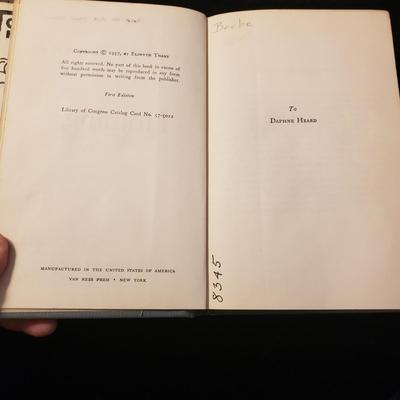 Copyright © 1957, by Elswyth Thane
All rights reserved. No part of this book in excess of
five hundred words may be reproduced in any form
without permission in writing from the publisher.
First Edition
Library of Congress Catalog Card No. 57-5012
MANUFACTURED IN THE UNITED STATES OF AMERICA
VAN REES PRESS • NEW YORK
To
Daphne Heard
8345